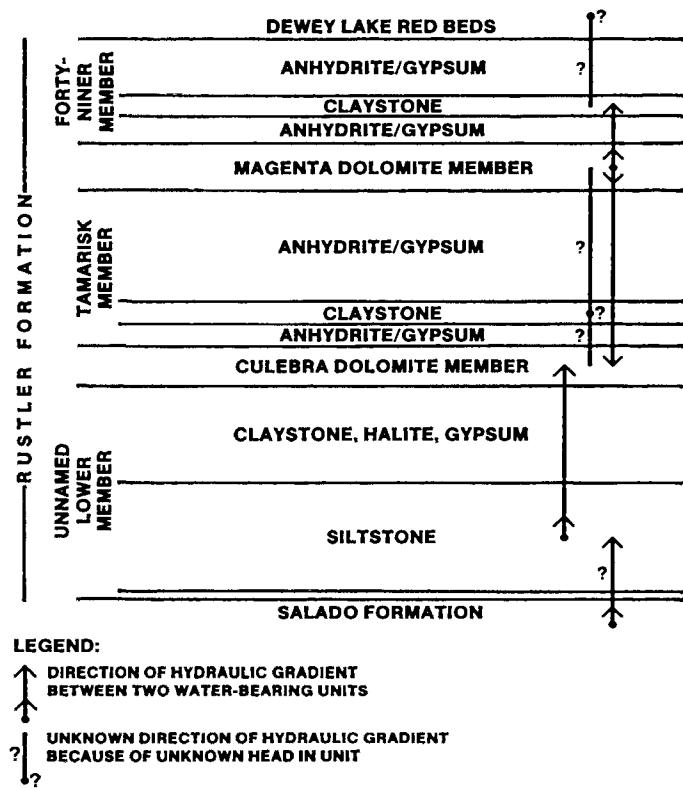 DEWEY LAKE RED BEDS
?
RUSTLER FORMATION
FORTY-
NINER
MEMBER
ANHYDRITE/GYPSUM
?
CLAYSTONE
ANHYDRITE/GYPSUM
MAGENTA DOLOMITE MEMBER
TAMARISK
MEMBER
ANHYDRITE/GYPSUM
?
CLAYSTONE
?
ANHYDRITE/GYPSUM
?
CULEBRA DOLOMITE MEMBER
UNNAMED
LOWER
MEMBER
CLAYSTONE, HALITE, GYPSUM
SILTSTONE
?
SALADO FORMATION
LEGEND:
DIRECTION OF HYDRAULIC GRADIENT
BETWEEN TWO WATER-BEARING UNITS
UNKNOWN DIRECTION OF HYDRAULIC GRADIENT
? BECAUSE OF UNKNOWN HEAD IN UNIT
?